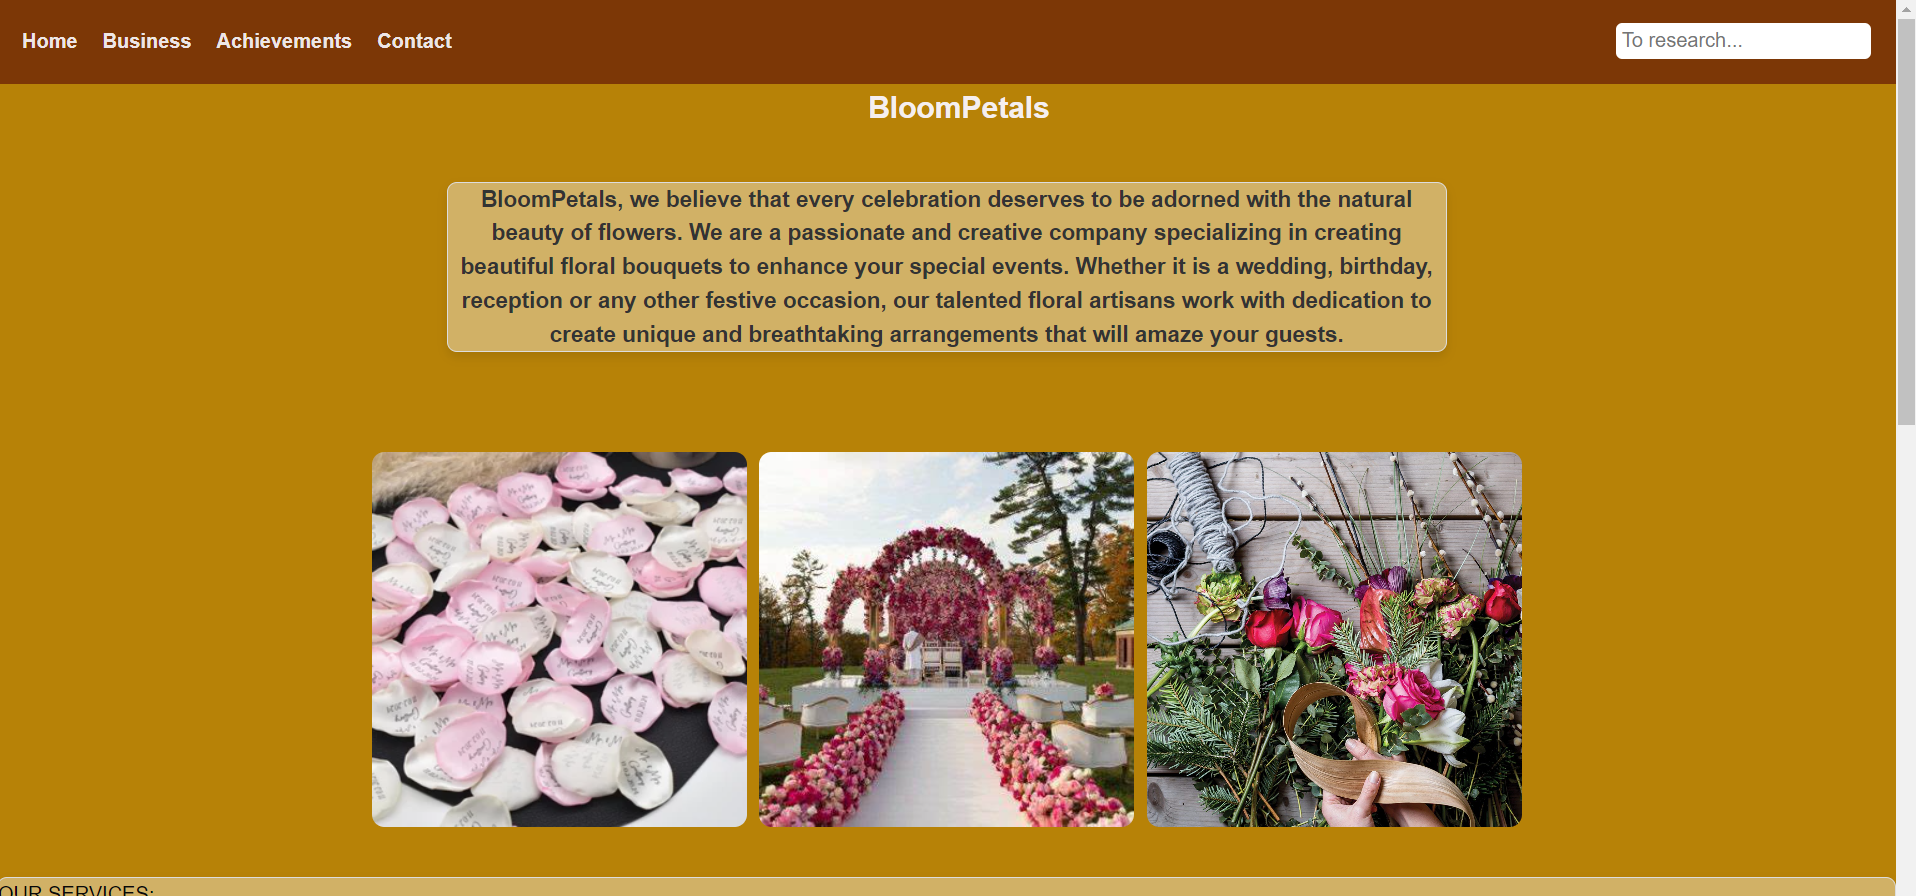 Home Business Achievements Contact To research...
BloomPetals
BloomPetals, we believe that every celebration deserves to be adorned with the natural
beauty of flowers. We are a passionate and creative company specializing in creating
beautiful floral bouquets to enhance your special events. Whether it is a wedding, birthday,
reception or any other festive occasion, our talented floral artisans work with dedication to
create unique and breathtaking arrangements that will amaze your guests.
OUR SERVICES: